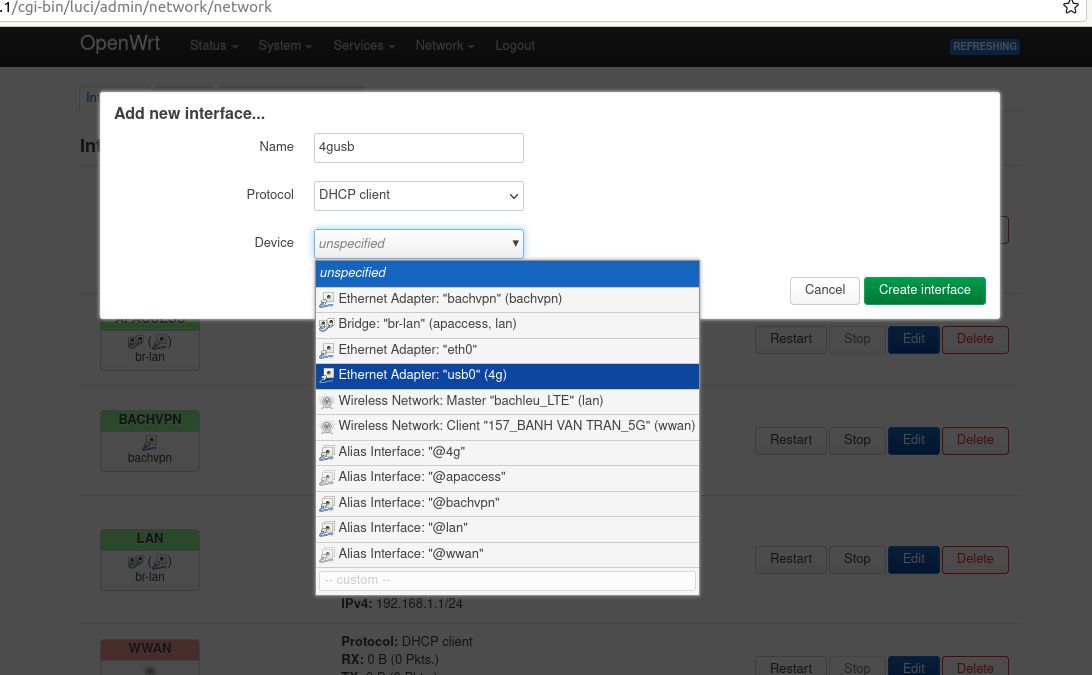 .1/cgi-bin/luci/admin/network/network
OpenWrt Status System Services Network Logout REFRESHING
Add new interface...
Name 4gusb
Protocol DHCP client
Device unspecified
unspecified
Cancel Create interface
Ethernet Adapter: "bachvpn" (bachvpn)
Bridge: "br-lan" (apaccess, lan)
Ethernet Adapter: "eth0"
Ethernet Adapter: "usb0" (4g)
Wireless Network: Master "bachleu_LTE" (lan)
Wireless Network: Client "157_BANH VAN TRAN_5G" (wwan)
Alias Interface: "@4g"
Alias Interface: "@apaccess"
Alias Interface: "@bachvpn"
Alias Interface: "@lan"
Alias Interface: "@wwan"
-- custom --
APACCESS
br-lan
Restart Stop Edit Delete
BACHVPN
bachvpn
Restart Stop Edit Delete
LAN
br-lan
Restart Stop Edit Delete
IPv4: 192.168.1.1/24
WWAN
Protocol: DHCP client
RX: 0 B (0 Pkts.)
Restart Stop Edit Delete